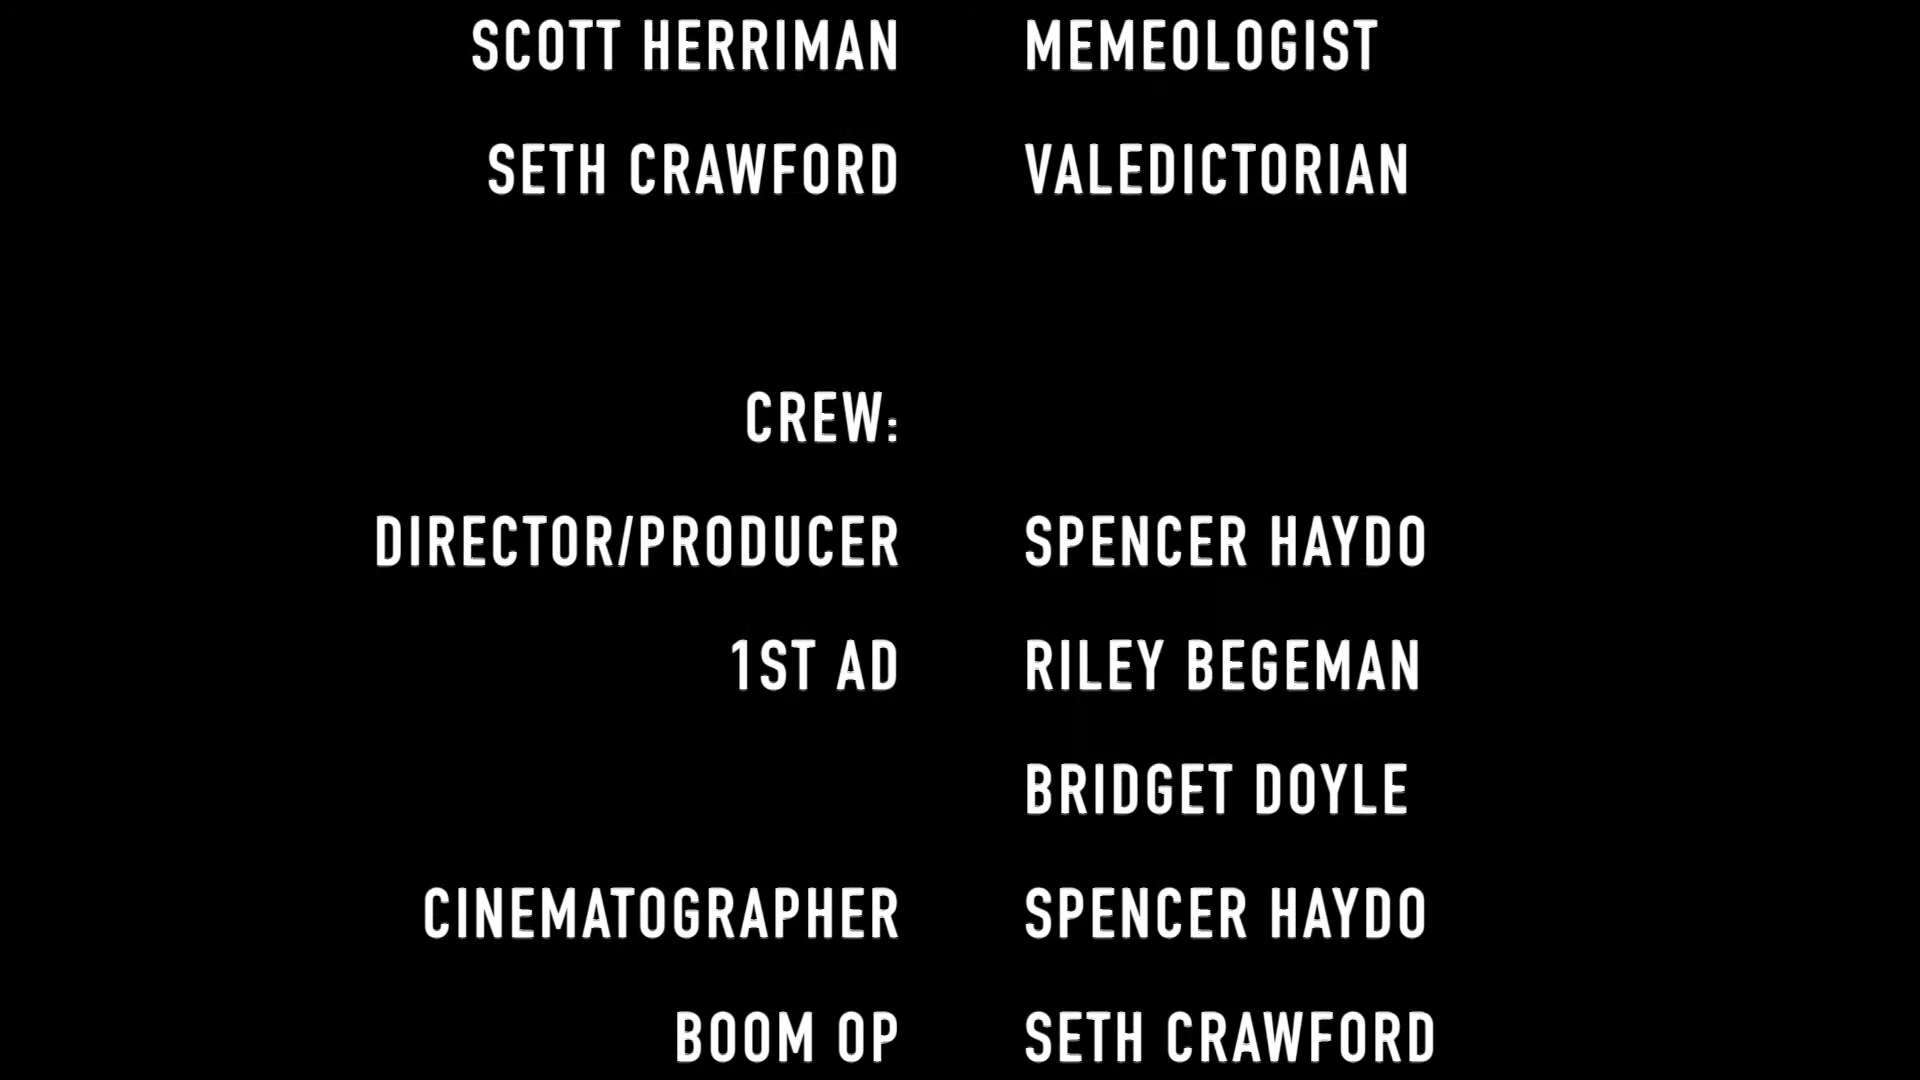 SCOTT HERRIMAN MEMEOLOGIST
SETH CRAWFORD VALEDICTORIAN
CREW:
DIRECTOR/PRODUCER SPENCER HAYDO
1ST AD RILEY BEGEMAN
BRIDGET DOYLE
CINEMATOGRAPHER SPENCER HAYDO
BOOM OP SETH CRAWFORD